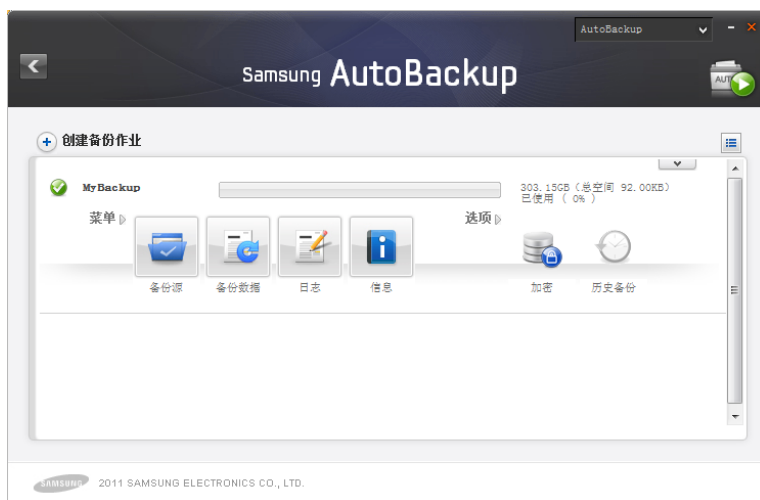 AutoBackup
Samsung AutoBackup
AUTO
创建备份作业
MyBackup
303.15GB (总空间 92.00KB)
已使用 ( 0% )
菜单
选项
备份源
备份数据
日志
信息
加密
历史备份
SAMSUNG 2011 SAMSUNG ELECTRONICS CO., LTD.